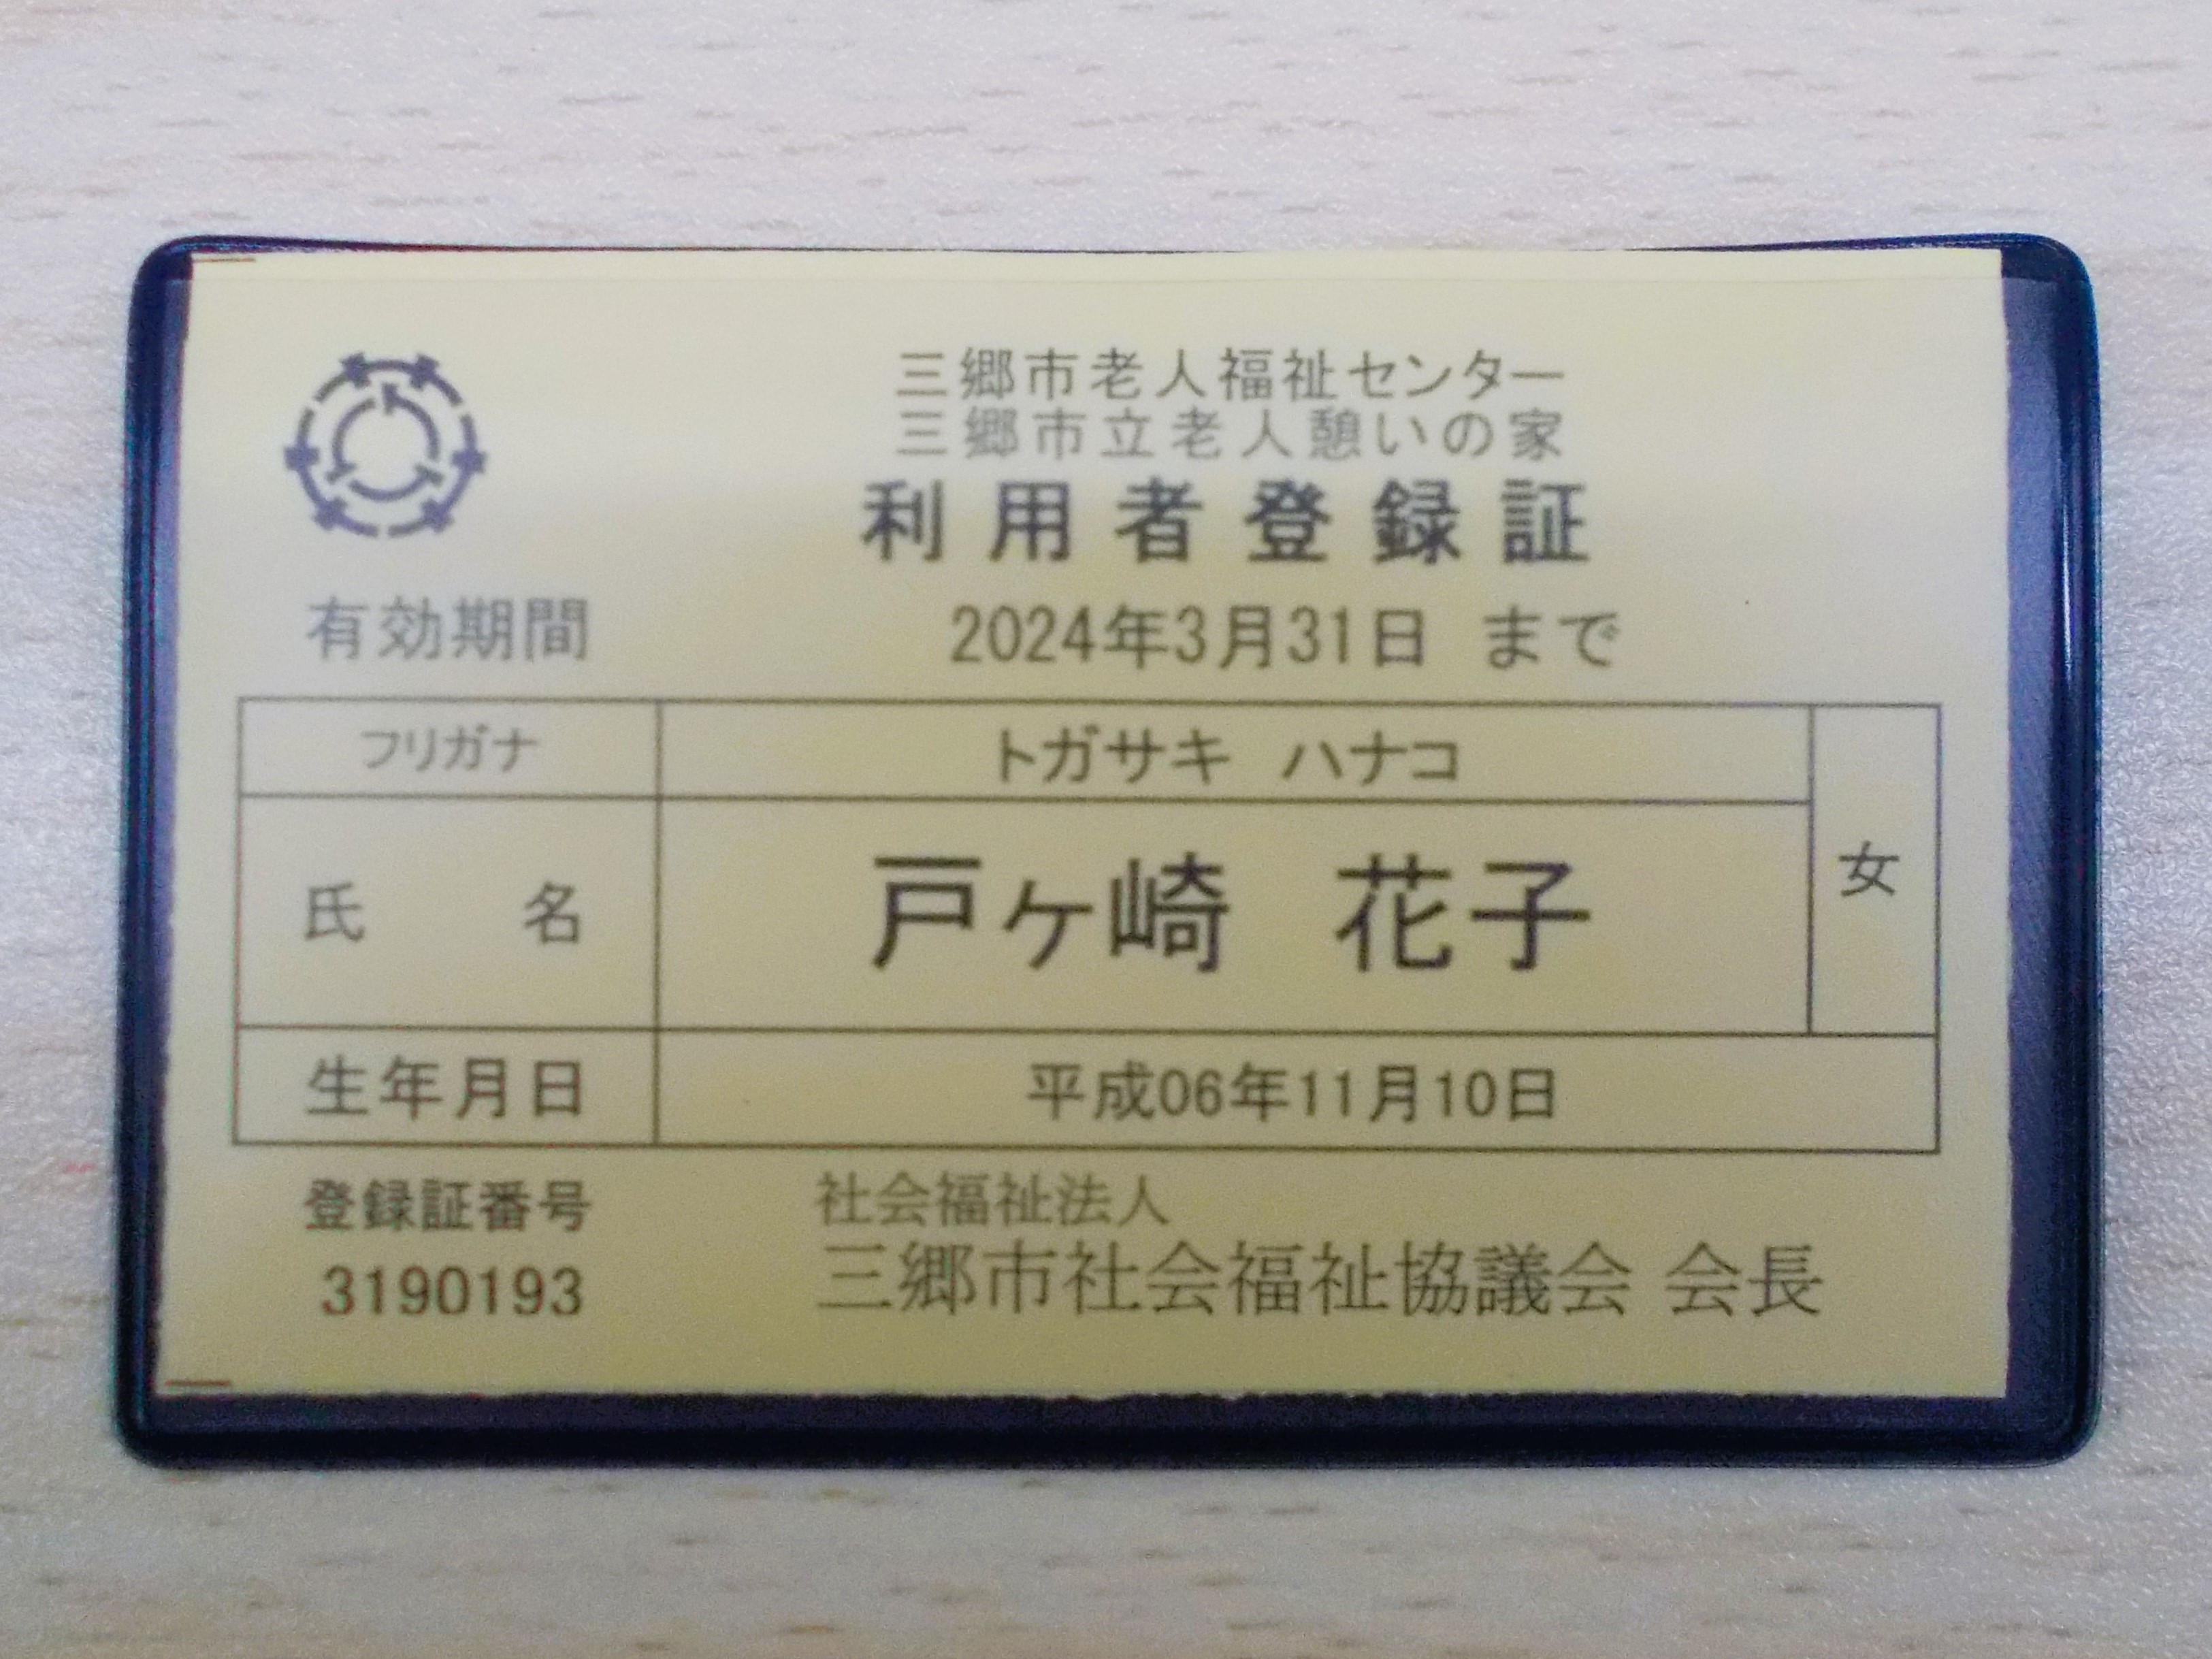 三郷市老人福祉センター
三郷市立老人憩いの家
利用者登録証
有効期間 2024年3月31日 まで
フリガナ トガサキ ハナコ
女
氏名 戸ヶ崎 花子
生年月日 平成06年11月10日
登録証番号 社会福祉法人
3190193 三郷市社会福祉協議会 会長